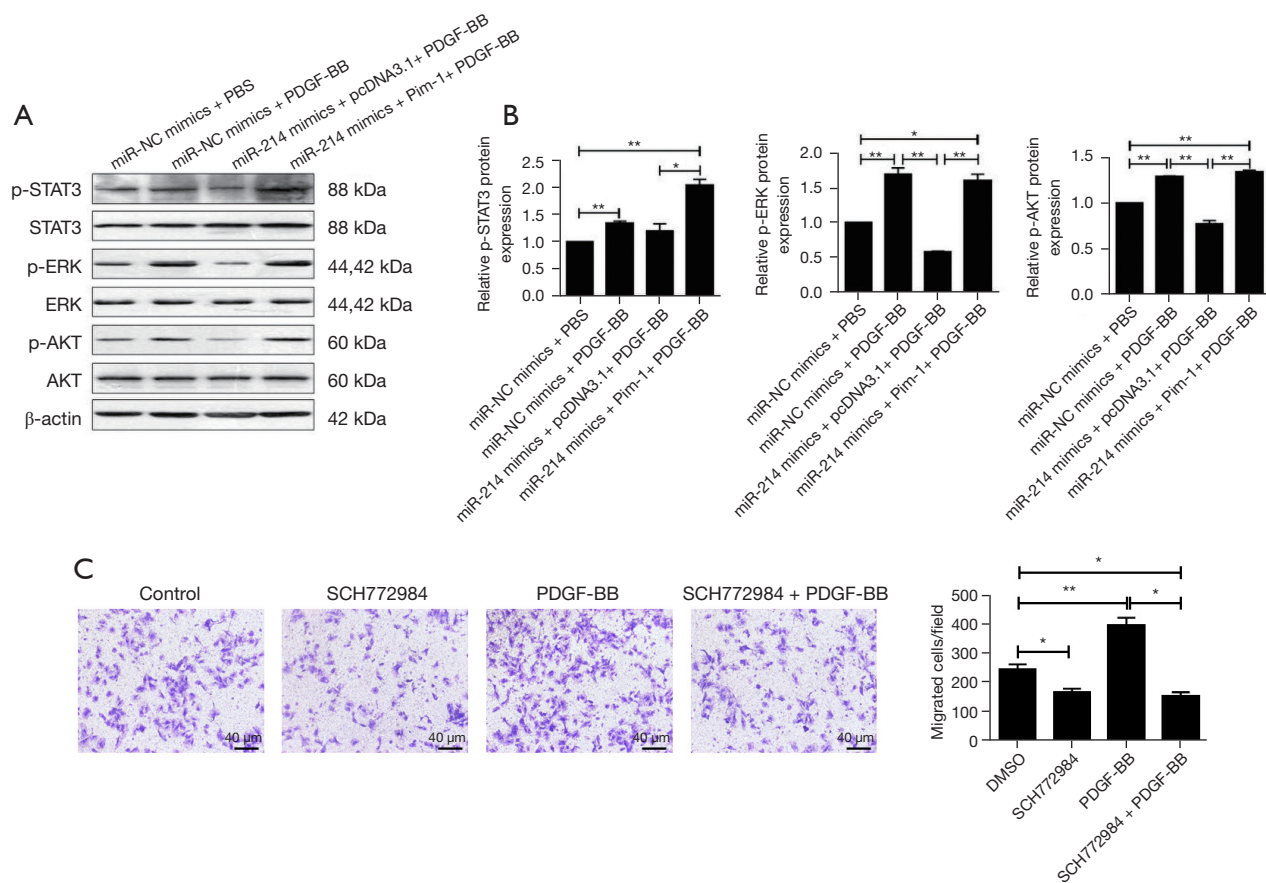 A
miR-NC mimics + PBS
miR-NC mimics + PDGF-BB
miR-214 mimics + pcDNA3.1+ PDGF-BB
miR-214 mimics + Pim-1+ PDGF-BB
p-STAT3 88 kDa
STAT3 88 kDa
p-ERK 44,42 kDa
ERK 44,42 kDa
p-AKT 60 kDa
AKT 60 kDa
β-actin 42 kDa
B
Relative p-STAT3 protein
expression
2.5
2.0
1.5
1.0
0.5
0.0
**
*
**
miR-NC mimics + PBS
miR-NC mimics + PDGF-BB
miR-214 mimics + pcDNA3.1+ PDGF-BB
miR-214 mimics + Pim-1+ PDGF-BB
Relative p-ERK protein
expression
2.0
1.5
1.0
0.5
0.0
*
** ** **
miR-NC mimics + PBS
miR-NC mimics + PDGF-BB
miR-214 mimics + pcDNA3.1+ PDGF-BB
miR-214 mimics + Pim-1+ PDGF-BB
Relative p-AKT protein
expression
1.5
1.0
0.5
0.0
**
** ** **
miR-NC mimics + PBS
miR-NC mimics + PDGF-BB
miR-214 mimics + pcDNA3.1+ PDGF-BB
miR-214 mimics + Pim-1+ PDGF-BB
C
Control
SCH772984
PDGF-BB
SCH772984 + PDGF-BB
40 μm
40 μm
40 μm
40 μm
Migrated cells/field
500
400
300
200
100
0
*
** *
*
DMSO
SCH772984
PDGF-BB
SCH772984 + PDGF-BB